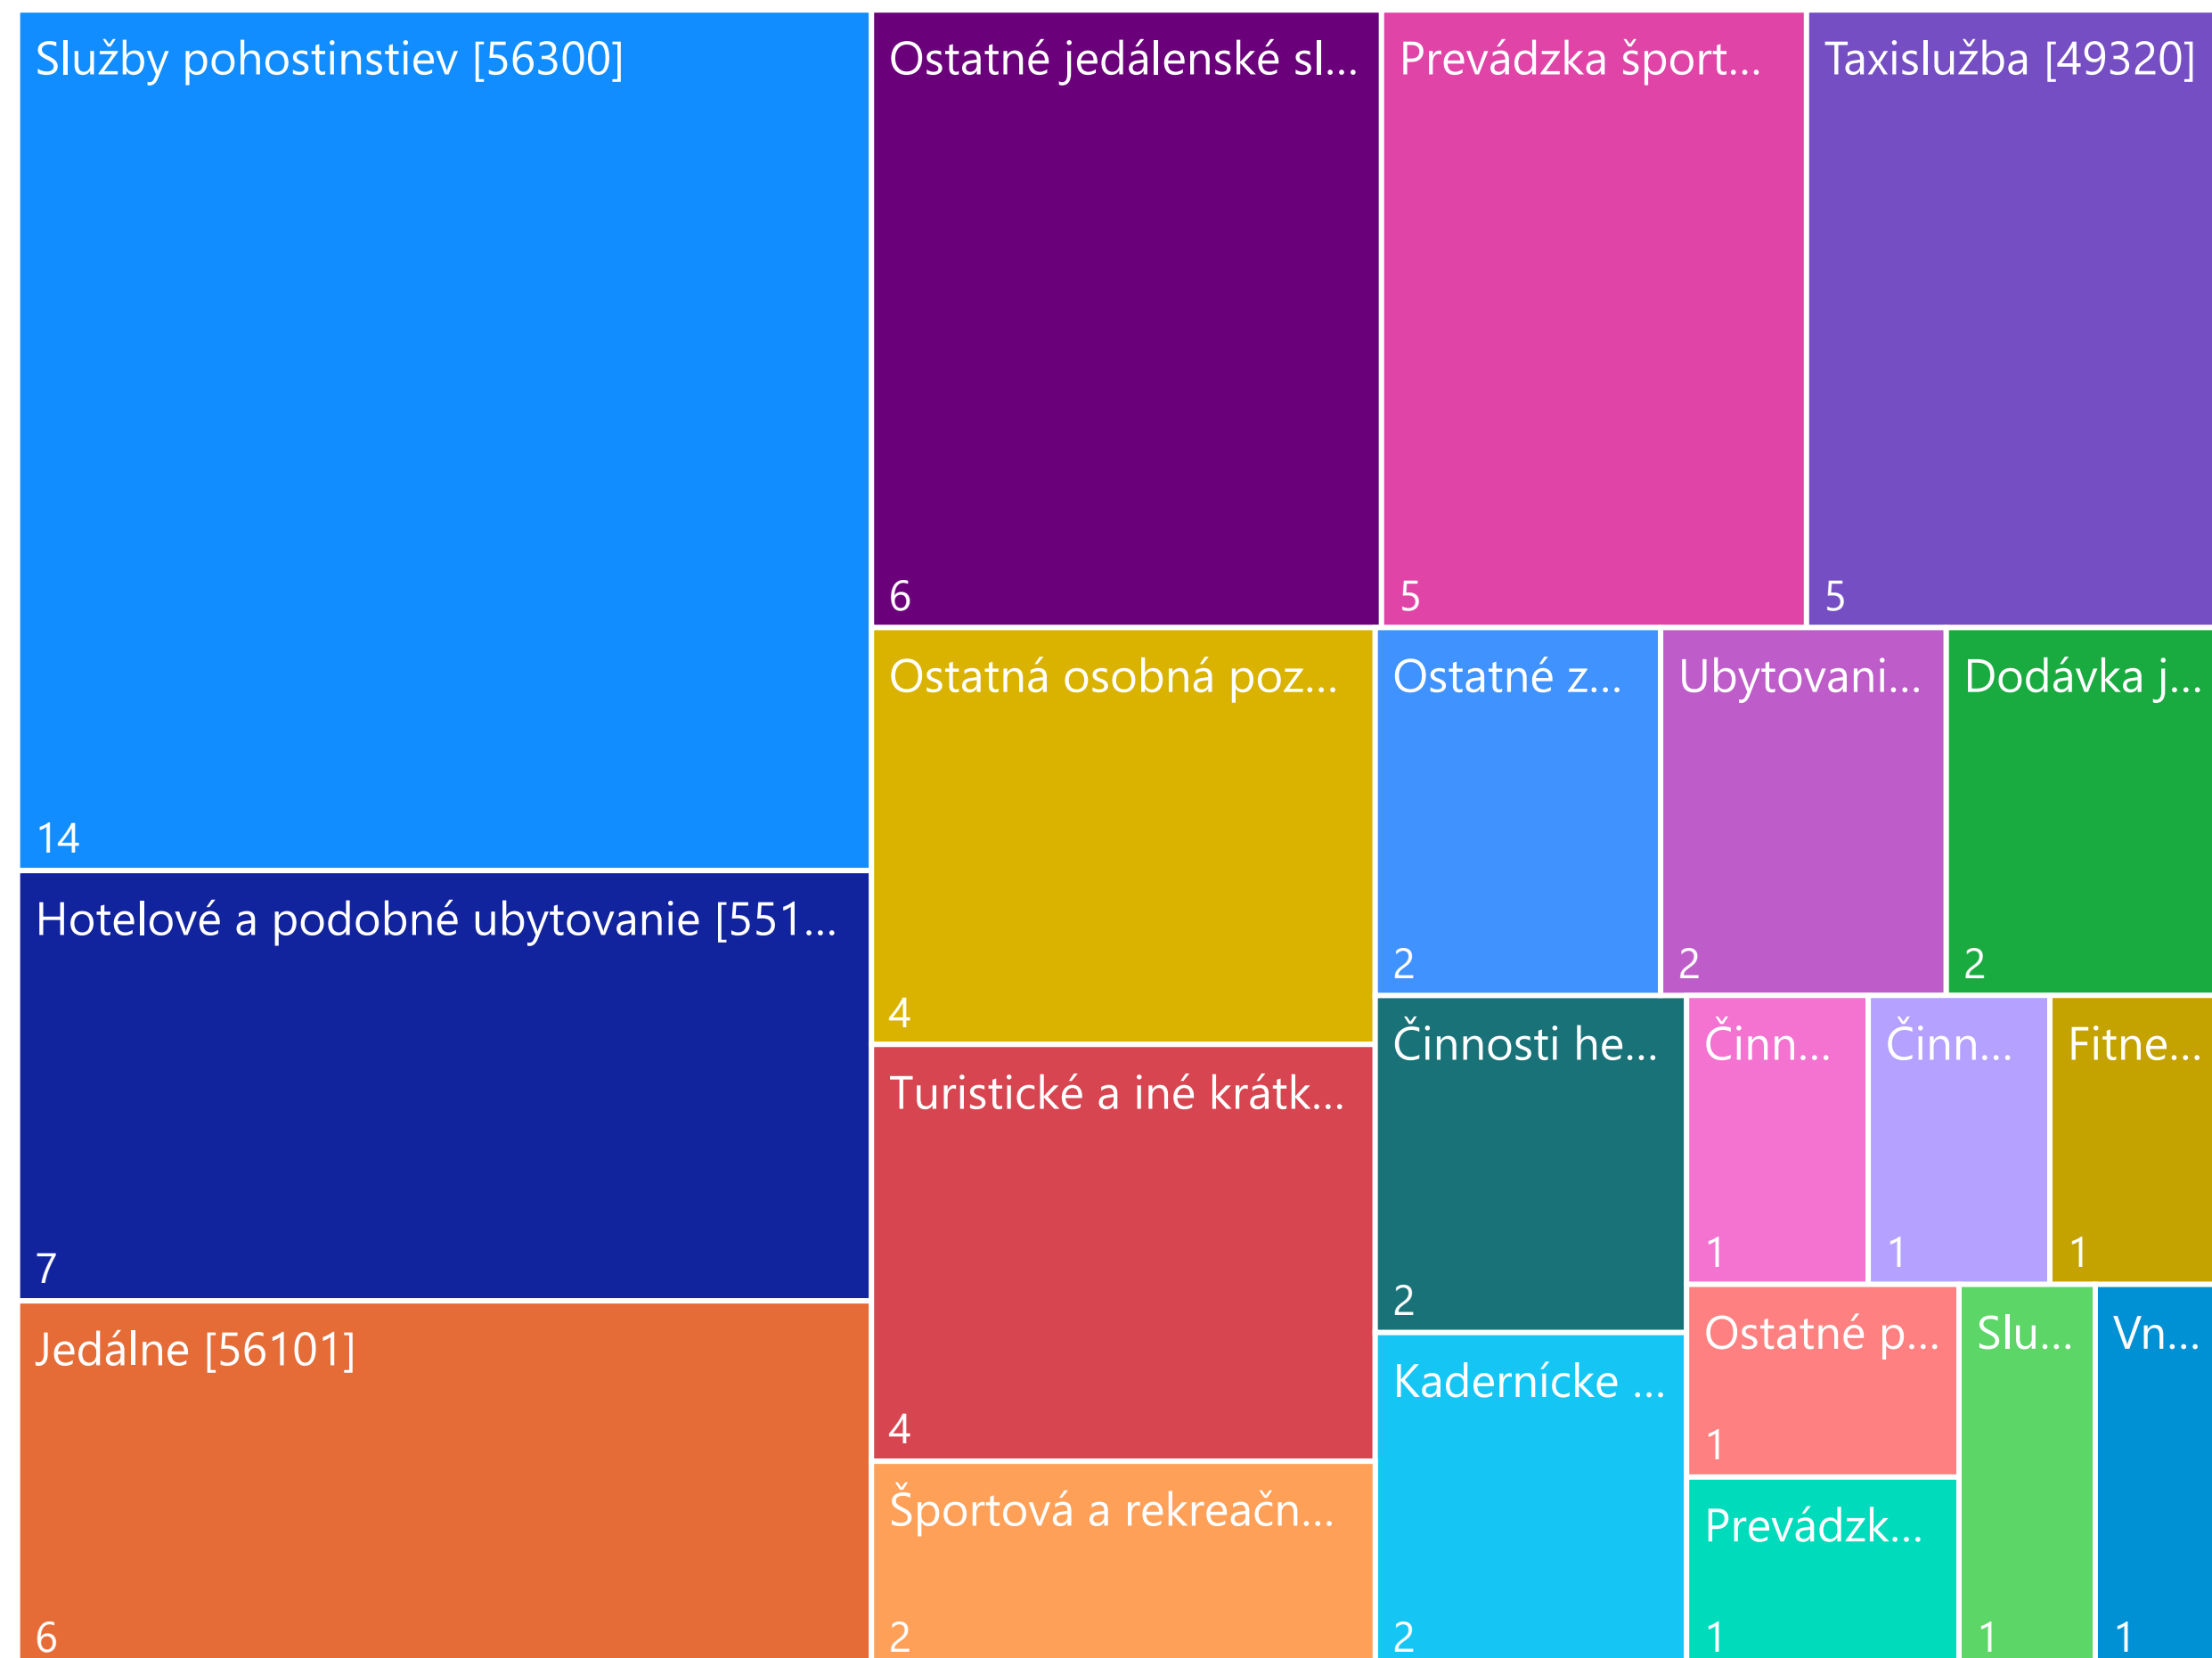 Služby pohostinstiev [56300]
14
Hotelové a podobné ubytovanie [551...
7
Jedálne [56101]
6
Ostatné jedálenské sl...
6
Prevádzka šport...
5
Taxislužba [49320]
5
Ostatná osobná poz...
4
Turistické a iné krátk...
4
Športová a rekreačn...
2
Ostatné z...
2
Ubytovani...
2
Dodávka j...
2
Činnosti he...
2
Kadernícke ...
2
Činn...
1
Činn...
1
Fitne...
1
Ostatné p...
1
Prevádzk...
1
Slu...
1
Vn...
1